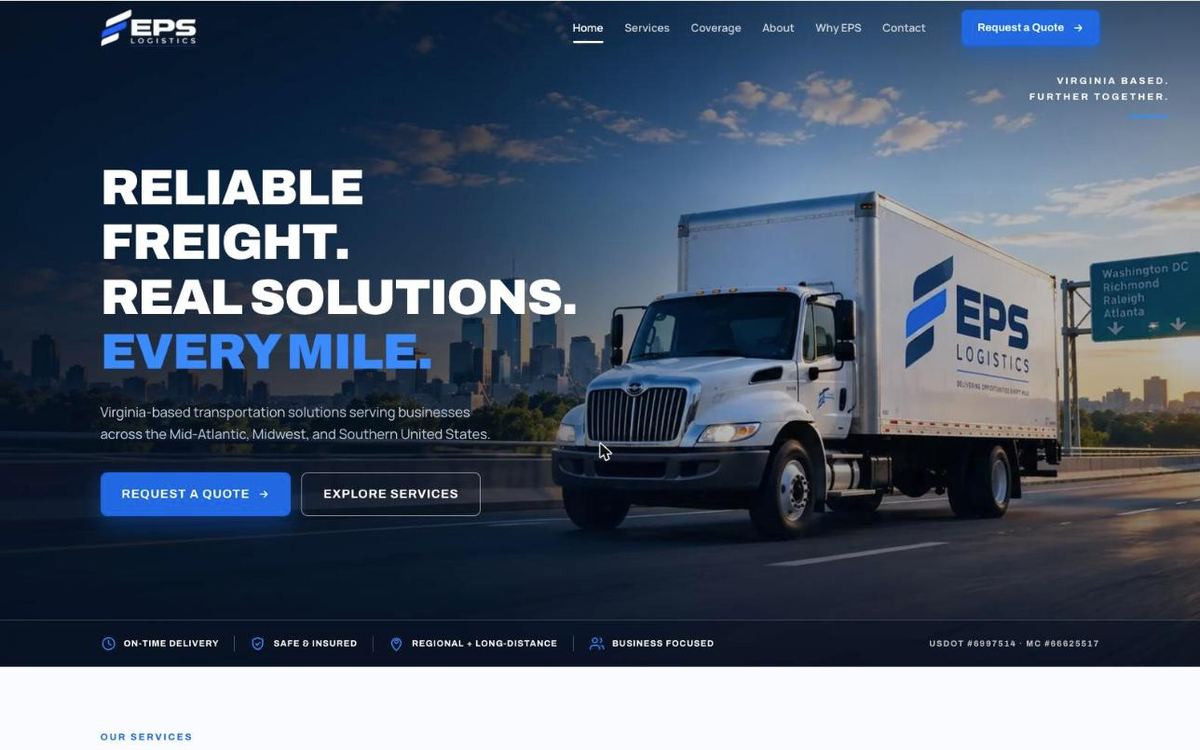 EPS
LOGISTICS
Home Services Coverage About Why EPS Contact Request a Quote →
VIRGINIA BASED.
FURTHER TOGETHER.
RELIABLE
FREIGHT.
REAL SOLUTIONS.
EVERY MILE.
Washington DC
Richmond
Raleigh
Atlanta
EPS
LOGISTICS
Virginia-based transportation solutions serving businesses
across the Mid-Atlantic, Midwest, and Southern United States.
REQUEST A QUOTE → EXPLORE SERVICES
ON-TIME DELIVERY SAFE & INSURED REGIONAL + LONG-DISTANCE BUSINESS FOCUSED USDOT #6997514 · MC #66625517
OUR SERVICES